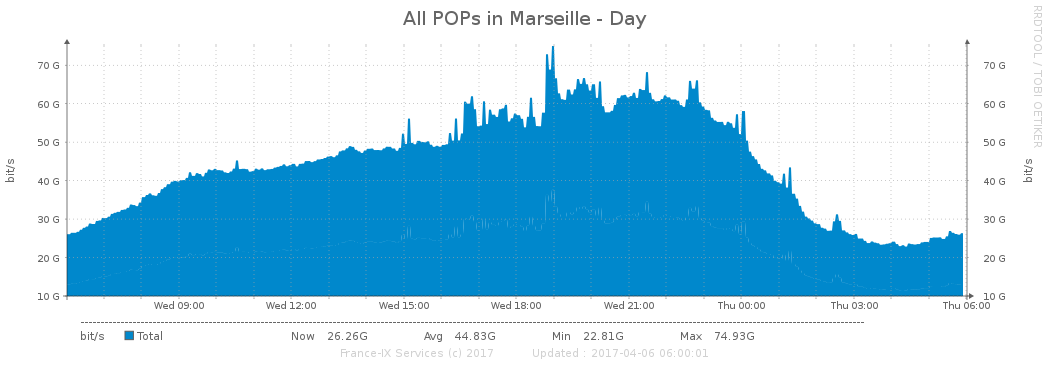 All POPs in Marseille - Day
RRDTOOL / TOBI OETIKER
70 G
60 G
50 G
40 G
30 G
20 G
10 G
70 G
60 G
50 G
40 G
30 G
20 G
10 G
bit/s
bit/s
Wed 09:00 Wed 12:00 Wed 15:00 Wed 18:00 Wed 21:00 Thu 00:00 Thu 03:00 Thu 06:00
bit/s Total Now 26.26G Avg 44.83G Min 22.81G Max 74.93G
France-IX Services (c) 2017 Updated : 2017-04-06 06:00:01